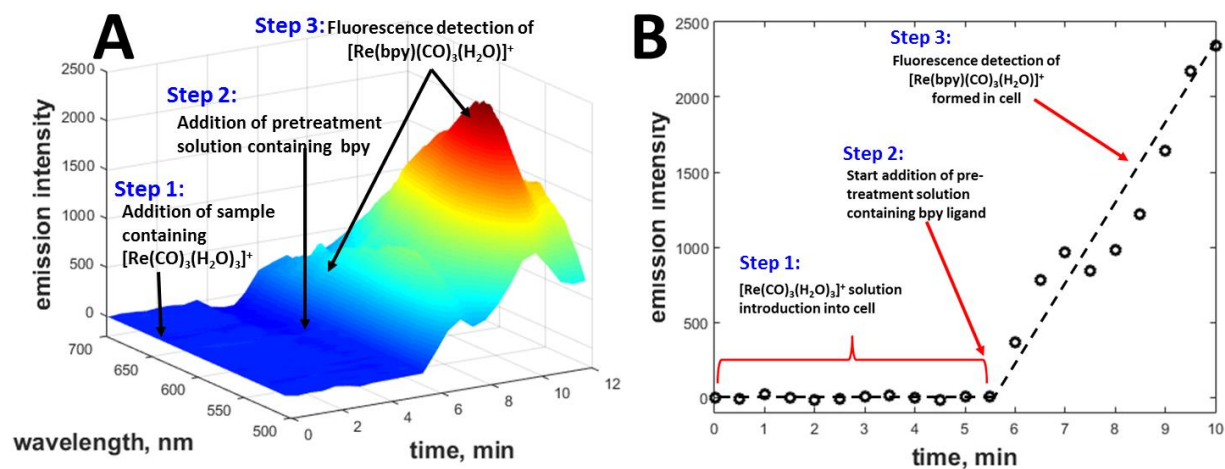 A
Step 3: Fluorescence detection of
[Re(bpy)(CO)₃(H₂O)]⁺
Step 2:
Addition of pretreatment
solution containing bpy
Step 1:
Addition of sample
containing
[Re(CO)₃(H₂O)₃]⁺
emission intensity
2500
2000
1500
1000
500
0
700
650
600
550
500
wavelength, nm
0
2
4
6
8
10
12
time, min
B
Step 3:
Fluorescence detection of
[Re(bpy)(CO)₃(H₂O)]⁺
formed in cell
Step 2:
Start addition of pre-
treatment solution
containing bpy ligand
Step 1:
[Re(CO)₃(H₂O)₃]⁺ solution
introduction into cell
emission intensity
2500
2000
1500
1000
500
0
0
1
2
3
4
5
6
7
8
9
10
time, min